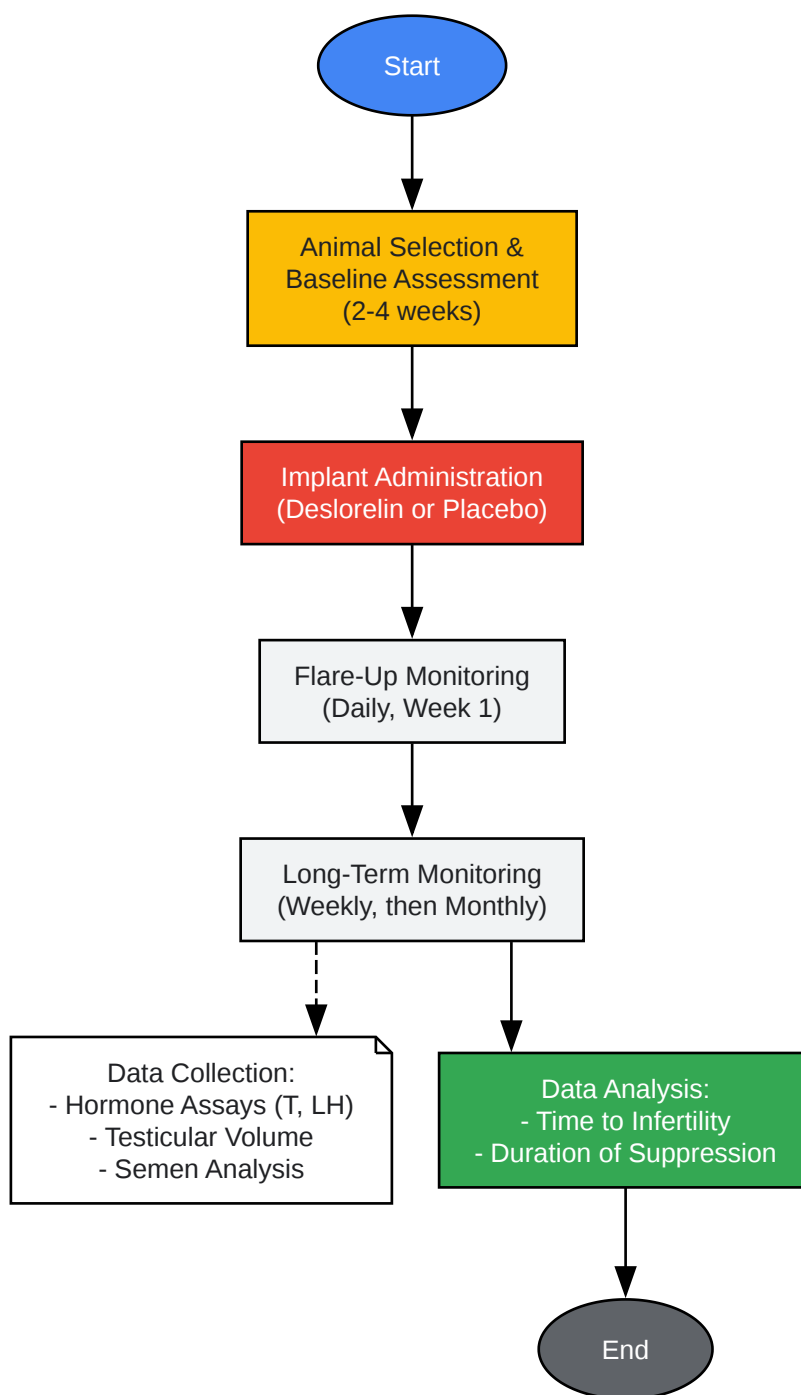 Start
Animal Selection &
Baseline Assessment
(2-4 weeks)
Implant Administration
(Deslorelin or Placebo)
Flare-Up Monitoring
(Daily, Week 1)
Long-Term Monitoring
(Weekly, then Monthly)
Data Collection:
- Hormone Assays (T, LH)
- Testicular Volume
- Semen Analysis
Data Analysis:
- Time to Infertility
- Duration of Suppression
End